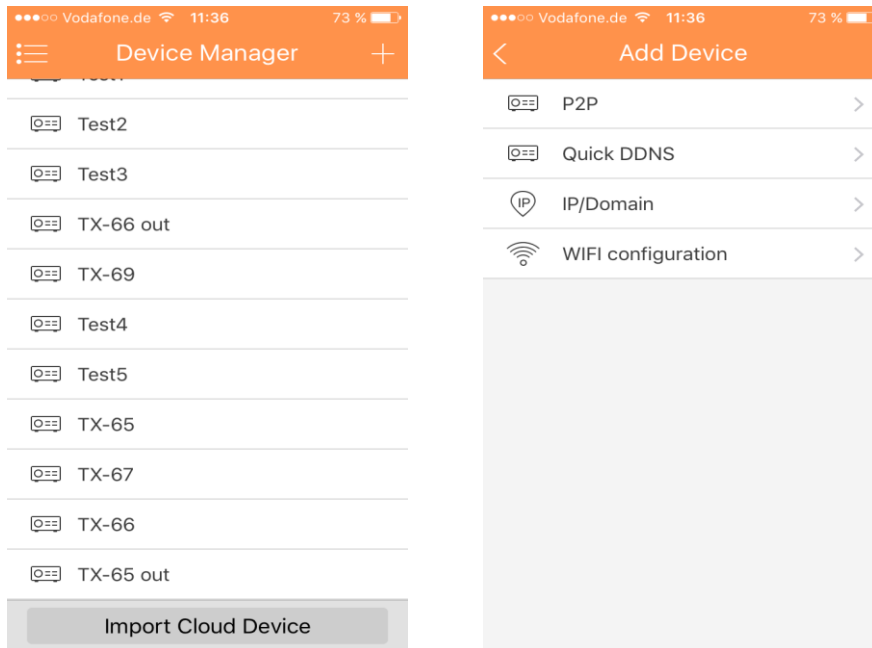 Vodafone.de 11:36 73 %
Device Manager
Test2
Test3
TX-66 out
TX-69
Test4
Test5
TX-65
TX-67
TX-66
TX-65 out
Import Cloud Device
Vodafone.de 11:36 73 %
Add Device
P2P
Quick DDNS
IP IP/Domain
WIFI configuration